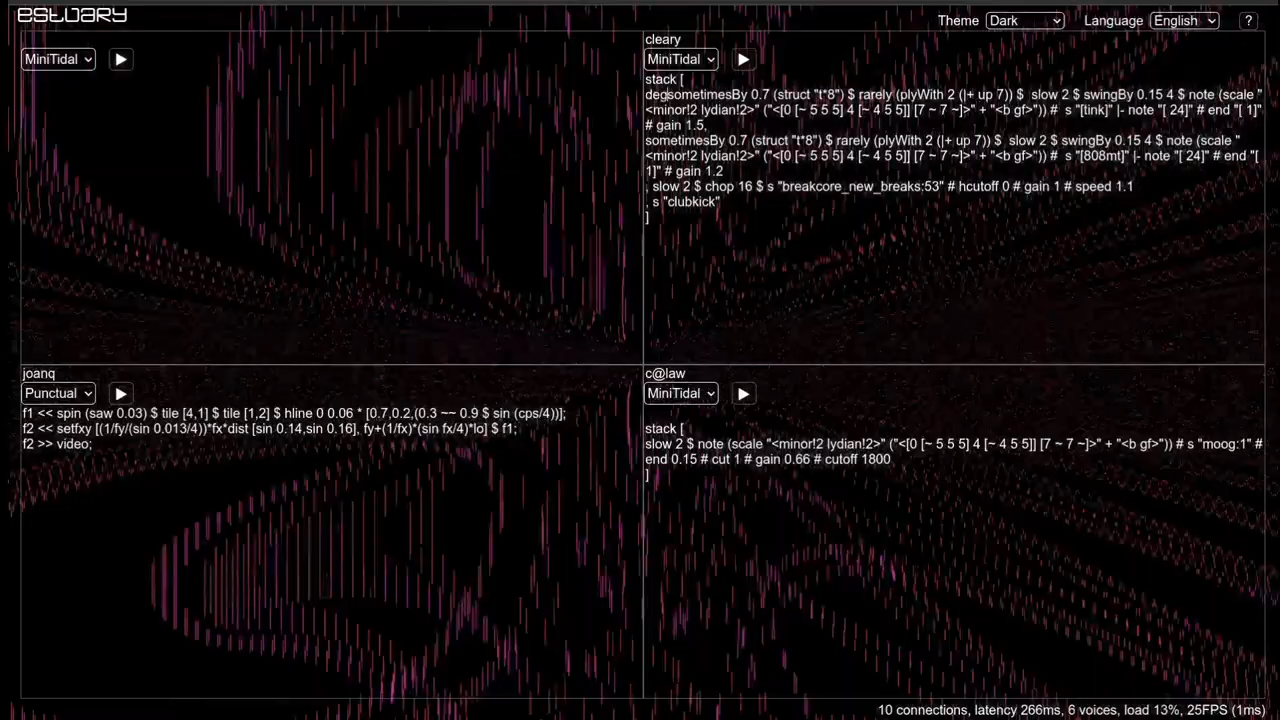 estuary
Theme Dark Language English ?
MiniTidal
cleary
MiniTidal
stack [
degsometimesBy 0.7 (struct "t*8") $ rarely (plyWith 2 (|+ up 7)) $  slow 2 $ swingBy 0.15 4 $ note (scale "
<minor!2 lydian!2>" ("<[0 [~ 5 5 5] 4 [~ 4 5 5]] [7 ~ 7 ~]>" + "<b gf>")) #  s "[tink]" |- note "[ 24]" # end "[ 1]"
# gain 1.5,
sometimesBy 0.7 (struct "t*8") $ rarely (plyWith 2 (|+ up 7)) $  slow 2 $ swingBy 0.15 4 $ note (scale "
<minor!2 lydian!2>" ("<[0 [~ 5 5 5] 4 [~ 4 5 5]] [7 ~ 7 ~]>" + "<b gf>")) #  s "[808mt]" |- note "[ 24]" # end "[
1]" # gain 1.2
, slow 2 $ chop 16 $ s "breakcore_new_breaks:53" # hcutoff 0 # gain 1 # speed 1.1
, s "clubkick"
]
joanq
Punctual
f1 << spin (saw 0.03) $ tile [4,1] $ tile [1,2] $ hline 0 0.06 * [0.7,0.2,(0.3 ~~ 0.9 $ sin (cps/4))];
f2 << setfxy [(1/fy/(sin 0.013/4))*fx*dist [sin 0.14,sin 0.16], fy+(1/fx)*(sin fx/4)*lo] $ f1;
f2 >> video;
c@law
MiniTidal
stack [
slow 2 $ note (scale "<minor!2 lydian!2>" ("<[0 [~ 5 5 5] 4 [~ 4 5 5]] [7 ~ 7 ~]>" + "<b gf>")) # s "moog:1" #
end 0.15 # cut 1 # gain 0.66 # cutoff 1800
]
10 connections, latency 266ms, 6 voices, load 13%, 25FPS (1ms)